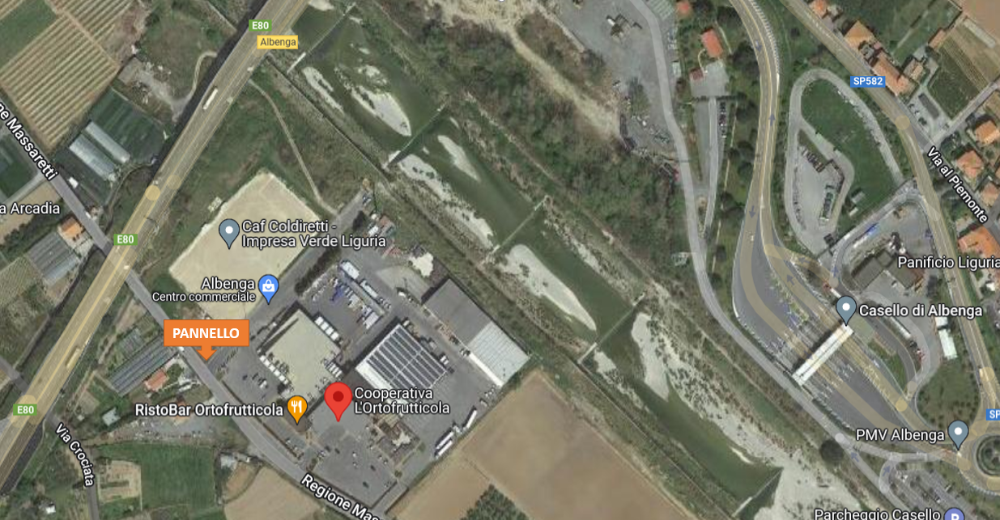 E80
Albenga
SP582
ne Massaretti
Via al Piemonte
a Arcadia
Caf Coldiretti -
Impresa Verde Liguria
E80
Panificio Liguria
Albenga
Centro commerciale
Casello di Albenga
PANNELLO
Cooperativa
L'Ortofrutticola
RistoBar Ortofrutticola
E80
SP
Via Crociata
PMV Albenga
Regione Mas
Parcheggio Casello
P